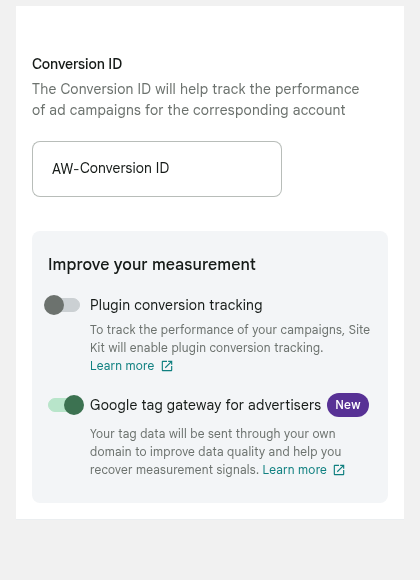 Conversion ID
The Conversion ID will help track the performance
of ad campaigns for the corresponding account
AW-Conversion ID
Improve your measurement
Plugin conversion tracking
To track the performance of your campaigns, Site
Kit will enable plugin conversion tracking.
Learn more
Google tag gateway for advertisers New
Your tag data will be sent through your own
domain to improve data quality and help you
recover measurement signals. Learn more